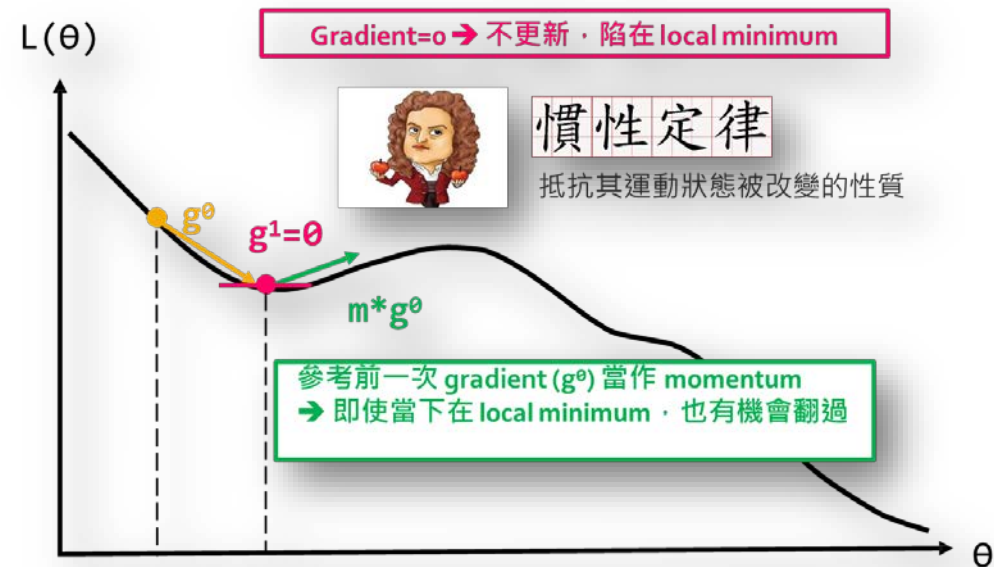 L(θ)
Gradient=0 ➔ 不更新，陷在 local minimum
慣性定律
抵抗其運動狀態被改變的性質
g⁰
g¹=0
m*g⁰
參考前一次 gradient (g⁰) 當作 momentum
➔ 即使當下在 local minimum，也有機會翻過
θ